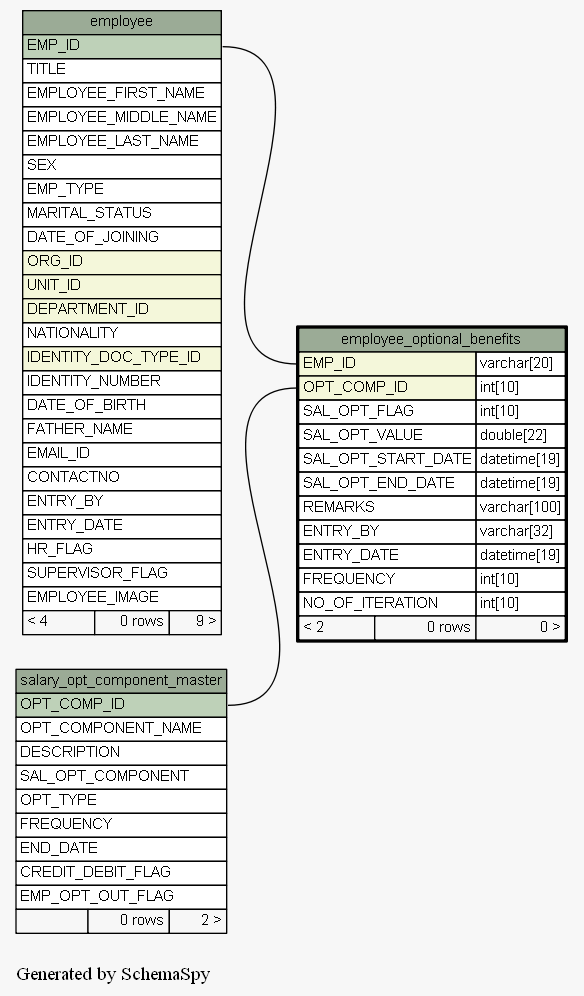 employee
EMP_ID
TITLE
EMPLOYEE_FIRST_NAME
EMPLOYEE_MIDDLE_NAME
EMPLOYEE_LAST_NAME
SEX
EMP_TYPE
MARITAL_STATUS
DATE_OF_JOINING
ORG_ID
UNIT_ID
DEPARTMENT_ID
NATIONALITY
IDENTITY_DOC_TYPE_ID
IDENTITY_NUMBER
DATE_OF_BIRTH
FATHER_NAME
EMAIL_ID
CONTACTNO
ENTRY_BY
ENTRY_DATE
HR_FLAG
SUPERVISOR_FLAG
EMPLOYEE_IMAGE
< 4 0 rows 9 >
employee_optional_benefits
EMP_ID varchar[20]
OPT_COMP_ID int[10]
SAL_OPT_FLAG int[10]
SAL_OPT_VALUE double[22]
SAL_OPT_START_DATE datetime[19]
SAL_OPT_END_DATE datetime[19]
REMARKS varchar[100]
ENTRY_BY varchar[32]
ENTRY_DATE datetime[19]
FREQUENCY int[10]
NO_OF_ITERATION int[10]
< 2 0 rows 0 >
salary_opt_component_master
OPT_COMP_ID
OPT_COMPONENT_NAME
DESCRIPTION
SAL_OPT_COMPONENT
OPT_TYPE
FREQUENCY
END_DATE
CREDIT_DEBIT_FLAG
EMP_OPT_OUT_FLAG
0 rows 2 >
Generated by SchemaSpy